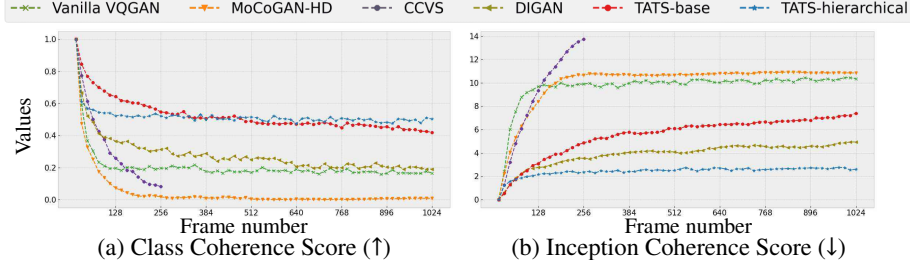 Vanilla VQGAN MoCoGAN-HD CCVS DIGAN TATS-base TATS-hierarchical
Values
1.0
0.8
0.6
0.4
0.2
0.0
128 256 384 512 640 768 896 1024
Frame number
(a) Class Coherence Score (↑)
14
12
10
8
6
4
2
0
128 256 384 512 640 768 896 1024
Frame number
(b) Inception Coherence Score (↓)